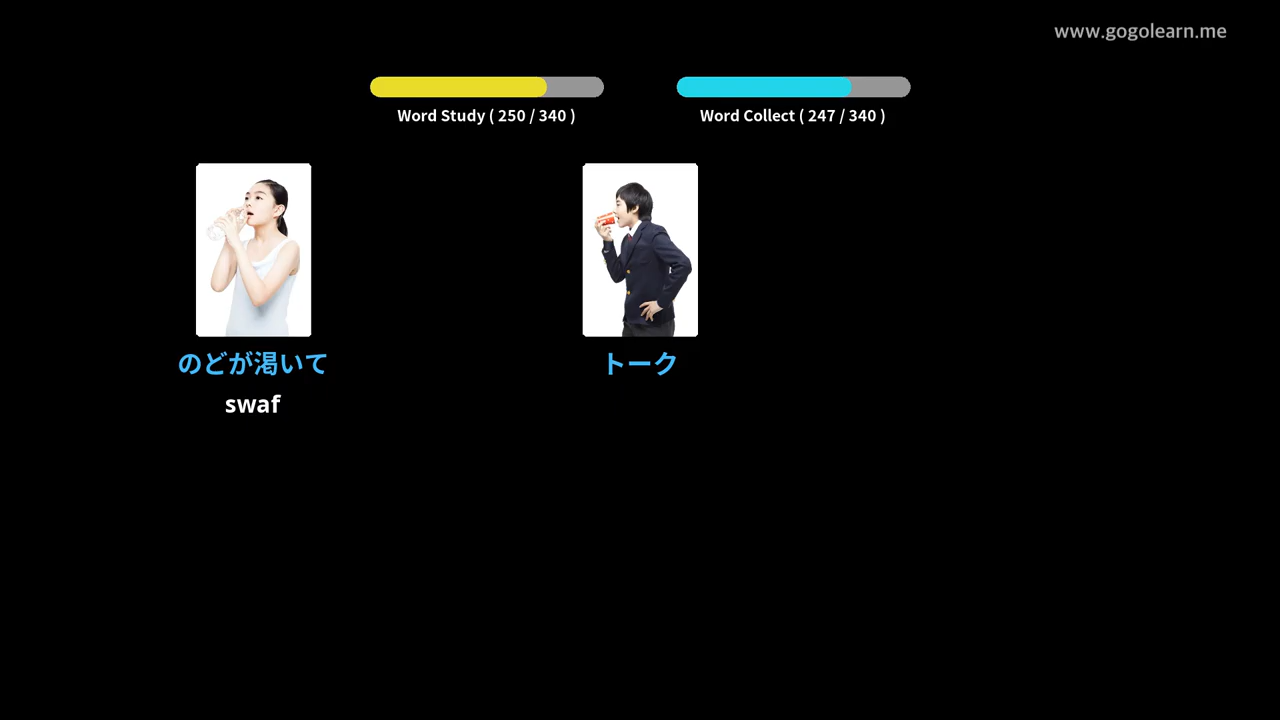 www.gogolearn.me
Word Study ( 250 / 340 )
Word Collect ( 247 / 340 )
のどが渇いて
swaf
トーク